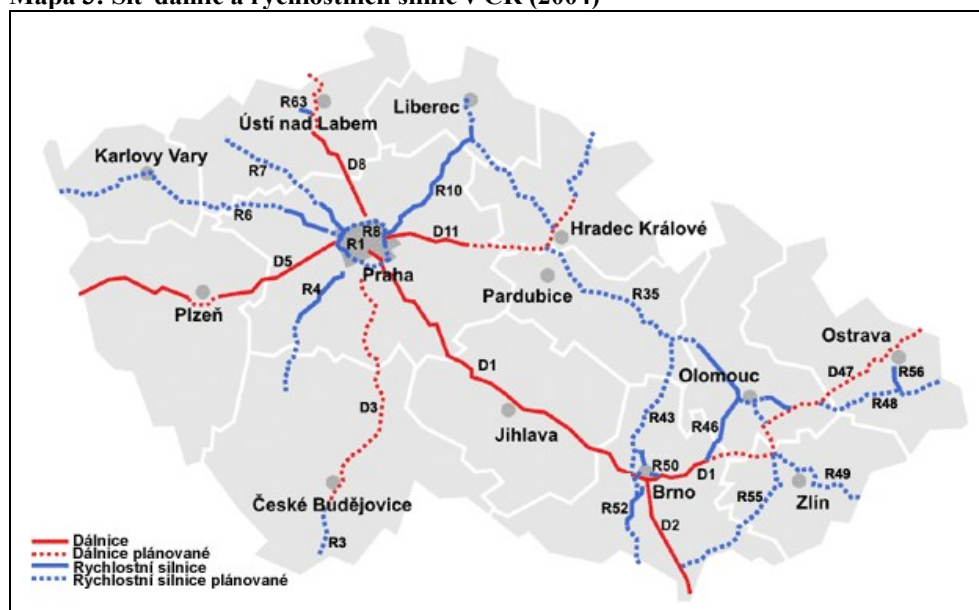 Mapa 3: Síť dálnic a rychlostních silnic v ČR (2004)
R63
Ústí nad Labem
Liberec
Karlovy Vary
R7
D8
R10
R6
R8
D11
Hradec Králové
R1
D5
Praha
R4
Pardubice
R35
Plzeň
Ostrava
D1
D47
R56
Olomouc
R48
D3
R43
R46
Jihlava
R50
D1
R49
Brno
R55
Zlín
České Budějovice
R52
D2
R3
Dálnice
Dálnice plánované
Rychlostní silnice
Rychlostní silnice plánované